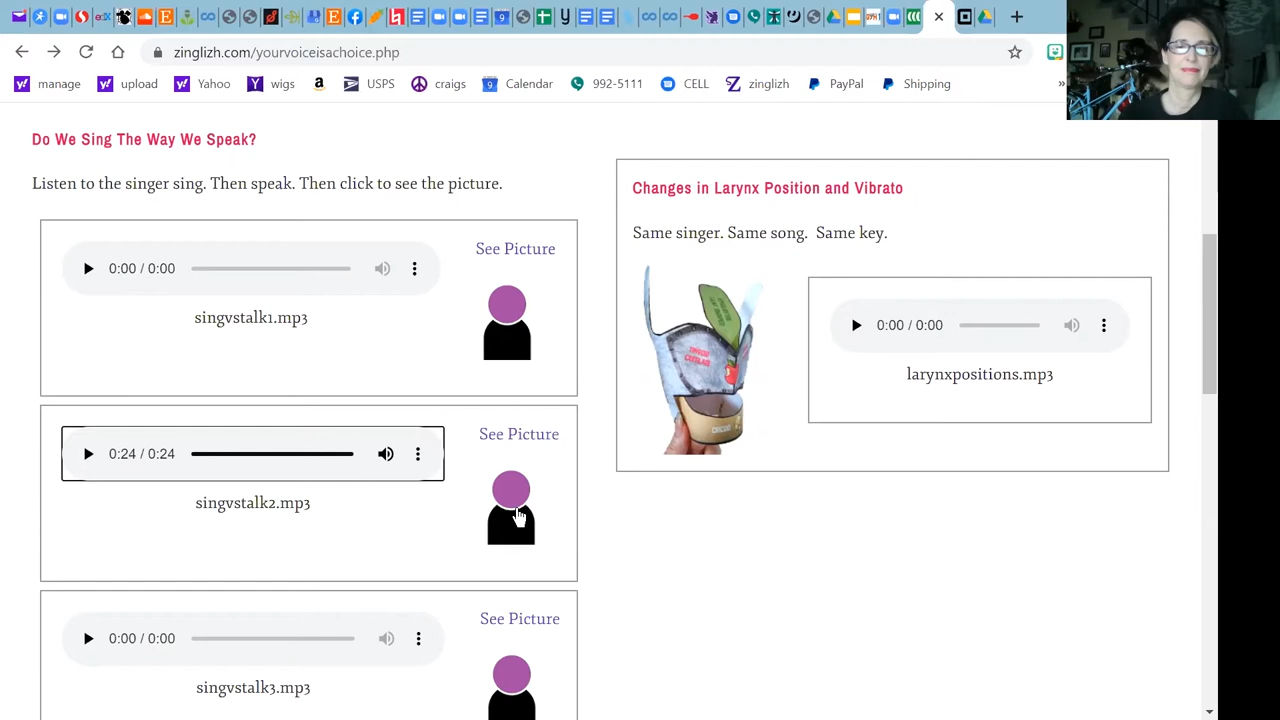 zinglizh.com/yourvoiceisachoice.php
manage
upload
Yahoo
wigs
USPS
craigs
Calendar
992-5111
CELL
zinglizh
PayPal
Shipping
»
Do We Sing The Way We Speak?
Listen to the singer sing. Then speak. Then click to see the picture.
See Picture
0:00 / 0:00
singvstalk1.mp3
See Picture
0:24 / 0:24
singvstalk2.mp3
See Picture
0:00 / 0:00
singvstalk3.mp3
Changes in Larynx Position and Vibrato
Same singer. Same song. Same key.
0:00 / 0:00
larynxpositions.mp3